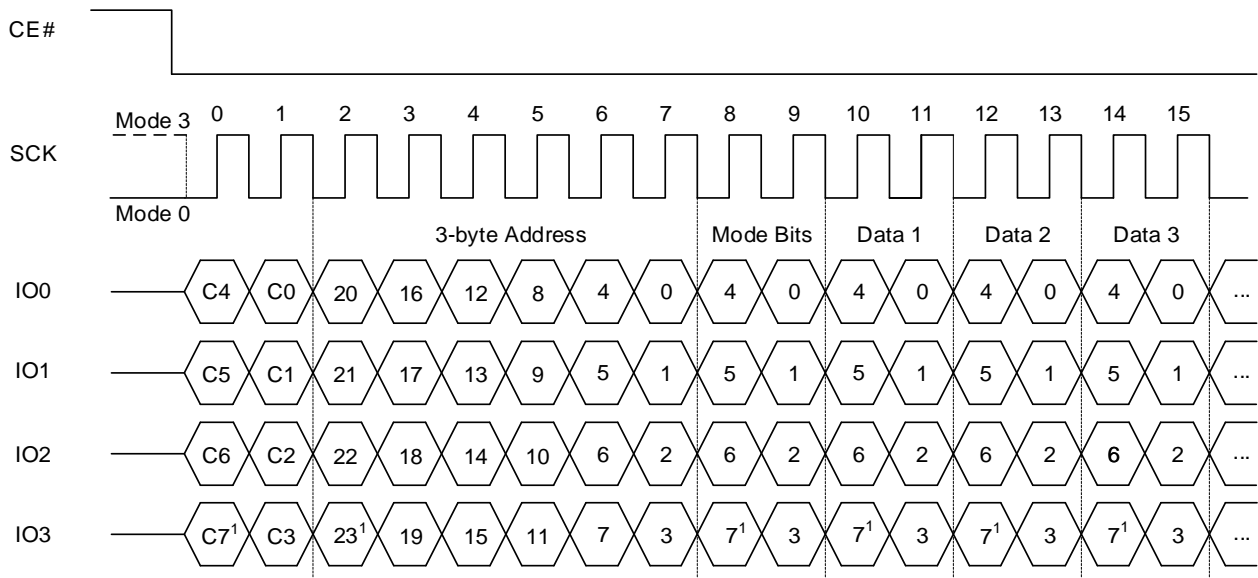 CE#
0 1 2 3 4 5 6 7 8 9 10 11 12 13 14 15
Mode 3
SCK
Mode 0
3-byte Address Mode Bits Data 1 Data 2 Data 3
IO0 C4 C0 20 16 12 8 4 0 4 0 4 0 4 0 4 0 ...
IO1 C5 C1 21 17 13 9 5 1 5 1 5 1 5 1 5 1 ...
IO2 C6 C2 22 18 14 10 6 2 6 2 6 2 6 2 6 2 ...
IO3 C7¹ C3 23¹ 19 15 11 7 3 7¹ 3 7¹ 3 7¹ 3 7¹ 3 ...